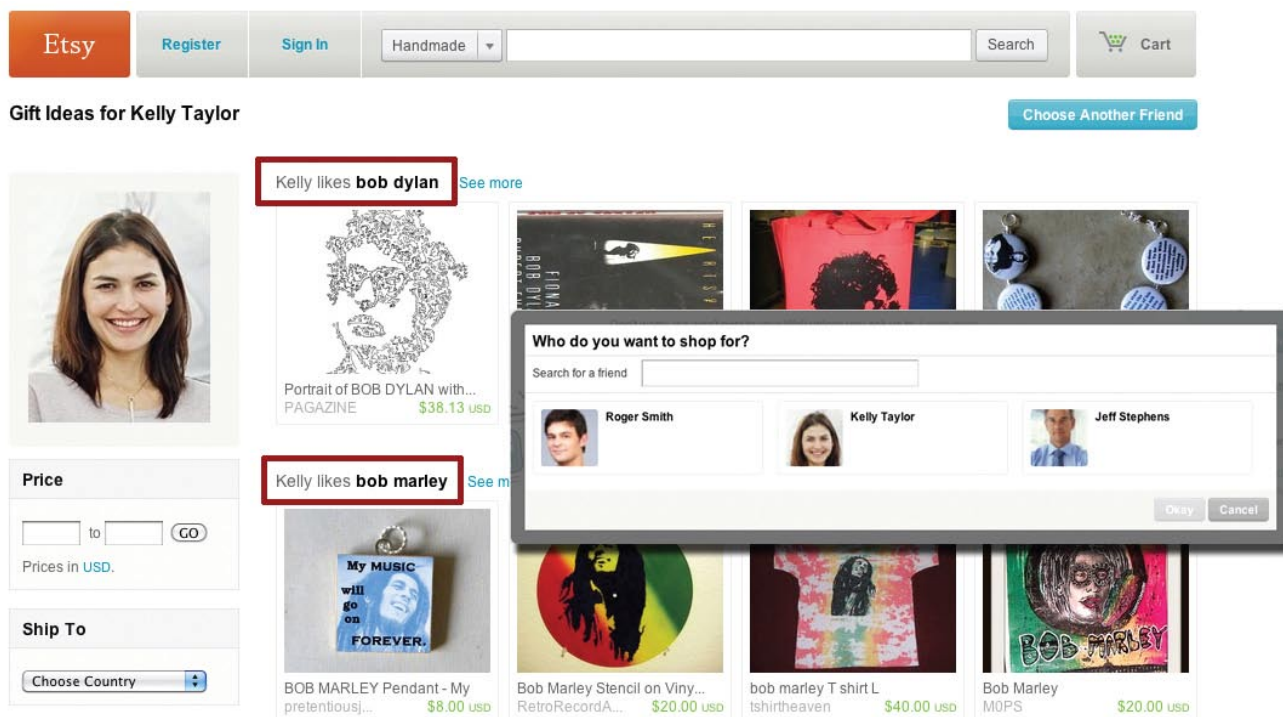 Etsy
Register
Sign In
Handmade
Search
Cart
Gift Ideas for Kelly Taylor
Choose Another Friend
Kelly likes bob dylan See more
FIONA
BOB DYL
Portrait of BOB DYLAN with...
PAGAZINE $38.13 USD
Who do you want to shop for?
Search for a friend
Roger Smith
Kelly Taylor
Jeff Stephens
Okay
Cancel
Price
to
GO
Prices in USD.
Ship To
Choose Country
Kelly likes bob marley See m
My MUSIC
will
go
on
FOREVER.
BOB MARLEY Pendant - My
pretentiousj... $8.00 USD
Bob Marley Stencil on Viny...
RetroRecordA... $20.00 USD
bob marley T shirt L
tshirtheaven $40.00 USD
BOB MARLEY
Bob Marley
M0PS $20.00 USD